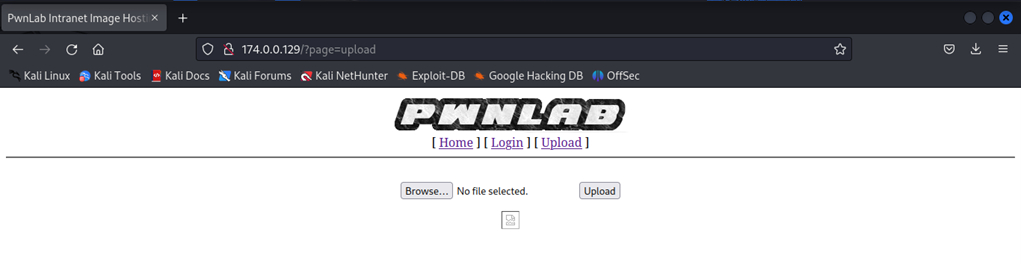 PwnLab Intranet Image Hosti
174.0.0.129/?page=upload
Kali Linux Kali Tools Kali Docs Kali Forums Kali NetHunter Exploit-DB Google Hacking DB OffSec
PWNLAB
[ Home ] [ Login ] [ Upload ]
Browse... No file selected. Upload